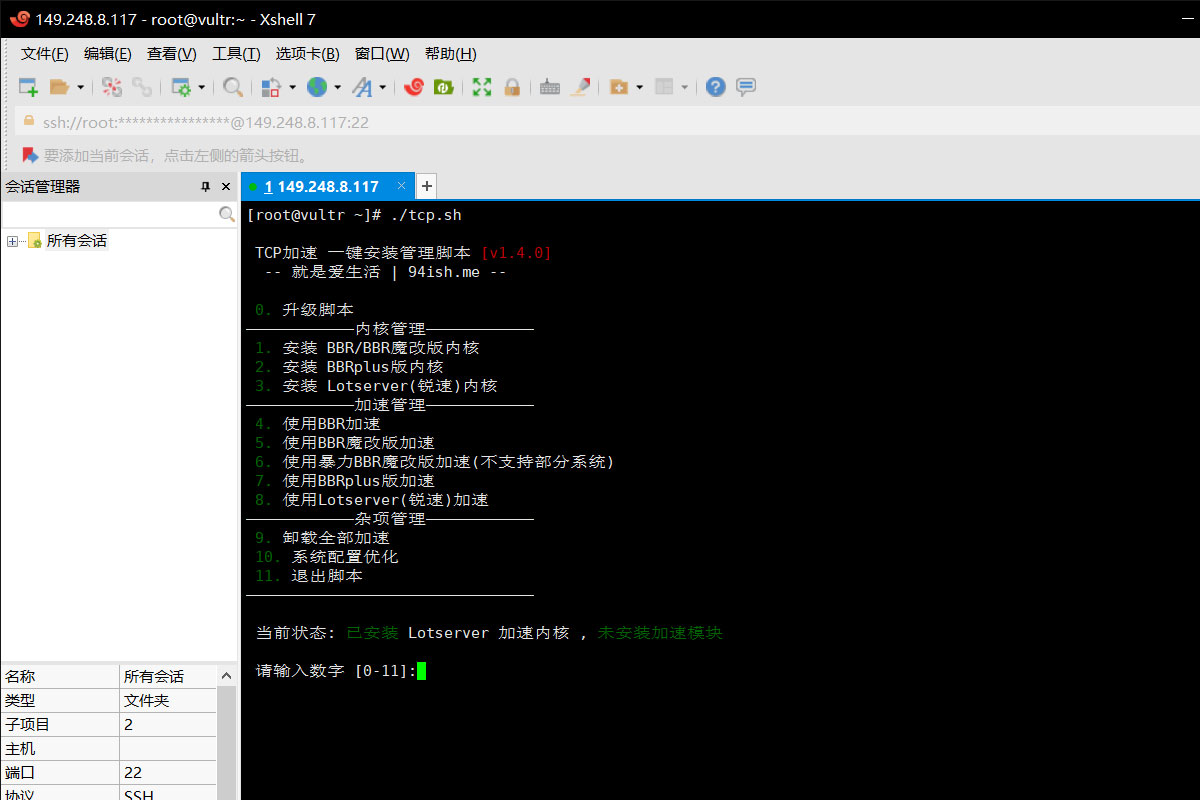 149.248.8.117 - root@vultr:~ - Xshell 7
文件(F) 编辑(E) 查看(V) 工具(T) 选项卡(B) 窗口(W) 帮助(H)
ssh://root:****************@149.248.8.117:22
要添加当前会话，点击左侧的箭头按钮。
会话管理器
1 149.248.8.117
所有会话
[root@vultr ~]# ./tcp.sh
TCP加速 一键安装管理脚本 [v1.4.0]
-- 就是爱生活 | 94ish.me --
0. 升级脚本
————————————内核管理————————————
1. 安装 BBR/BBR魔改版内核
2. 安装 BBRplus版内核
3. 安装 Lotserver(锐速)内核
————————————加速管理————————————
4. 使用BBR加速
5. 使用BBR魔改版加速
6. 使用暴力BBR魔改版加速(不支持部分系统)
7. 使用BBRplus版加速
8. 使用Lotserver(锐速)加速
————————————杂项管理————————————
9. 卸载全部加速
10. 系统配置优化
11. 退出脚本
————————————————————————————————
当前状态: 已安装 Lotserver 加速内核 , 未安装加速模块
请输入数字 [0-11]:
名称 所有会话
类型 文件夹
子项目 2
主机
端口 22
协议 SSH